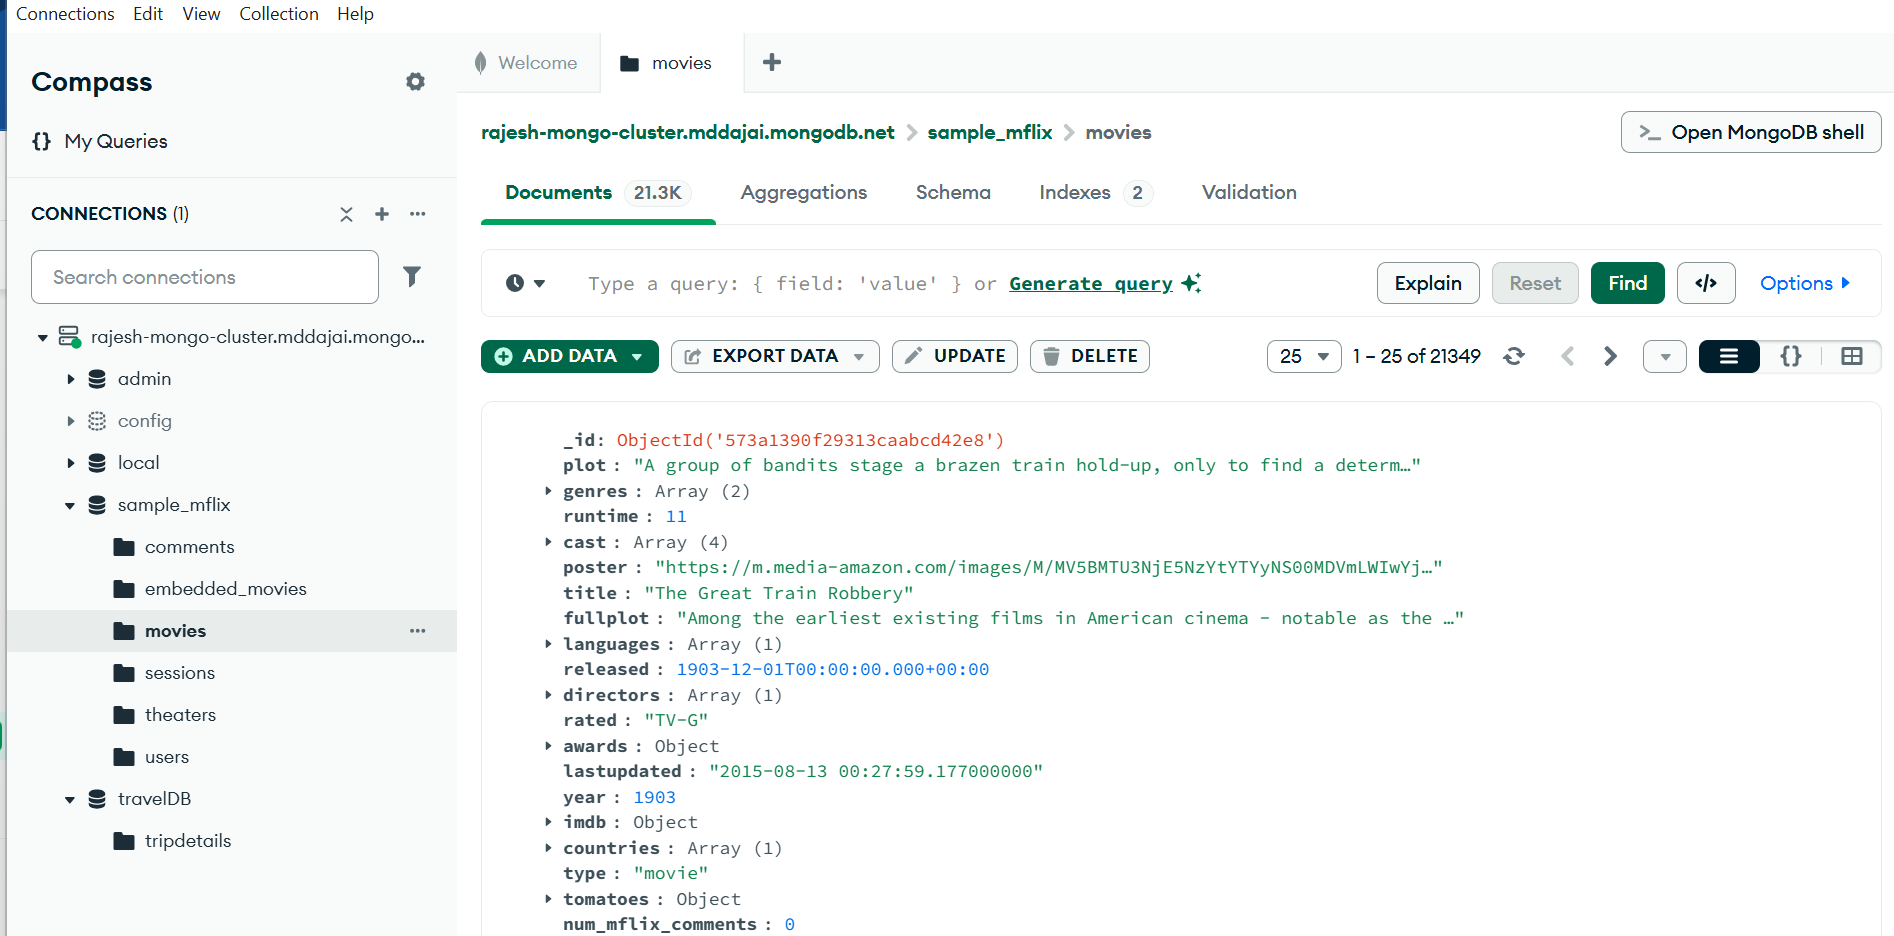 Connections Edit View Collection Help
Compass
{} My Queries
CONNECTIONS (1)
Search connections
rajesh-mongo-cluster.mddajai.mongo...
admin
config
local
sample_mflix
comments
embedded_movies
movies
sessions
theaters
users
travelDB
tripdetails
Welcome movies
rajesh-mongo-cluster.mddajai.mongodb.net > sample_mflix > movies
>_ Open MongoDB shell
Documents 21.3K Aggregations Schema Indexes 2 Validation
Type a query: { field: 'value' } or Generate query Explain Reset Find </> Options
ADD DATA EXPORT DATA UPDATE DELETE 25 1 – 25 of 21349 {}
_id: ObjectId('573a1390f29313caabcd42e8')
plot : "A group of bandits stage a brazen train hold-up, only to find a determ…"
genres : Array (2)
runtime : 11
cast : Array (4)
poster : "https://m.media-amazon.com/images/M/MV5BMTU3NjE5NzYtYTYyNS00MDVmLWIwYj…"
title : "The Great Train Robbery"
fullplot : "Among the earliest existing films in American cinema - notable as the …"
languages : Array (1)
released : 1903-12-01T00:00:00.000+00:00
directors : Array (1)
rated : "TV-G"
awards : Object
lastupdated : "2015-08-13 00:27:59.177000000"
year : 1903
imdb : Object
countries : Array (1)
type : "movie"
tomatoes : Object
num_mflix_comments : 0